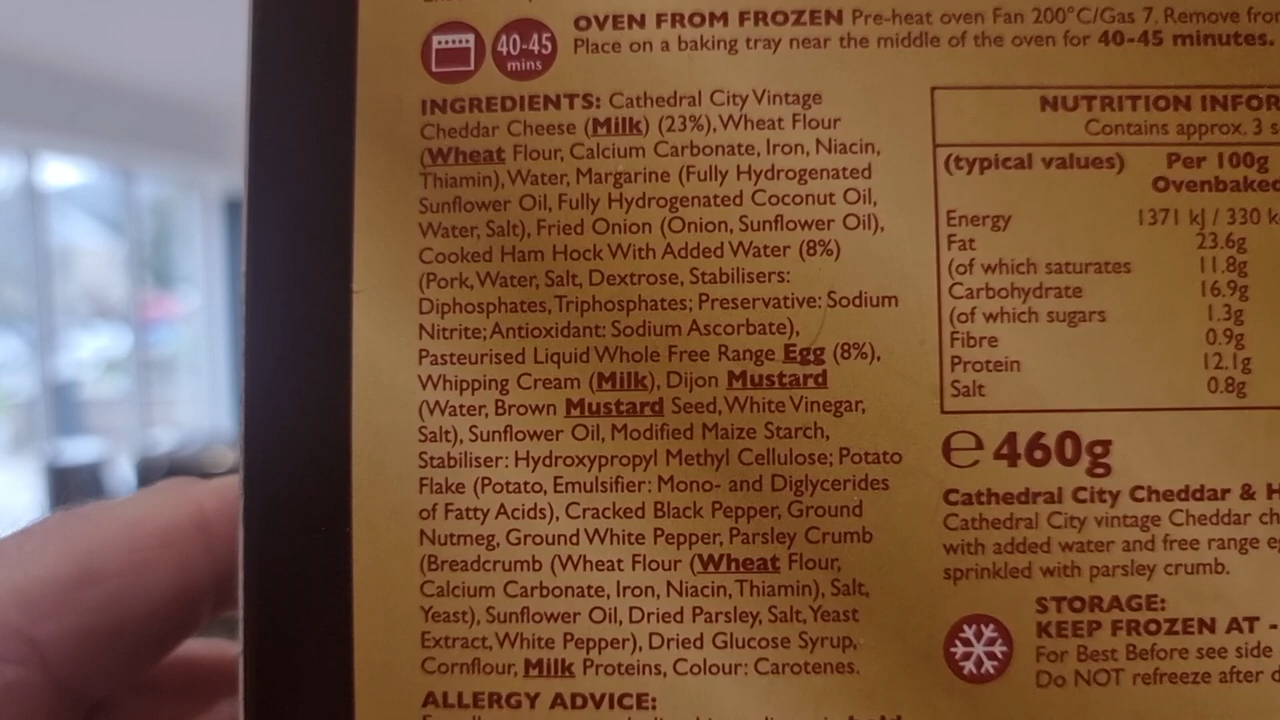 OVEN FROM FROZEN Pre-heat oven Fan 200°C/Gas 7. Remove from
40-45 mins
Place on a baking tray near the middle of the oven for 40-45 minutes.
INGREDIENTS: Cathedral City Vintage
Cheddar Cheese (Milk) (23%), Wheat Flour
(Wheat Flour, Calcium Carbonate, Iron, Niacin,
Thiamin), Water, Margarine (Fully Hydrogenated
Sunflower Oil, Fully Hydrogenated Coconut Oil,
Water, Salt), Fried Onion (Onion, Sunflower Oil),
Cooked Ham Hock With Added Water (8%)
(Pork, Water, Salt, Dextrose, Stabilisers:
Diphosphates, Triphosphates; Preservative: Sodium
Nitrite; Antioxidant: Sodium Ascorbate),
Pasteurised Liquid Whole Free Range Egg (8%),
Whipping Cream (Milk), Dijon Mustard
(Water, Brown Mustard Seed, White Vinegar,
Salt), Sunflower Oil, Modified Maize Starch,
Stabiliser: Hydroxypropyl Methyl Cellulose; Potato
Flake (Potato, Emulsifier: Mono- and Diglycerides
of Fatty Acids), Cracked Black Pepper, Ground
Nutmeg, Ground White Pepper, Parsley Crumb
(Breadcrumb (Wheat Flour (Wheat Flour,
Calcium Carbonate, Iron, Niacin, Thiamin), Salt,
Yeast), Sunflower Oil, Dried Parsley, Salt, Yeast
Extract, White Pepper), Dried Glucose Syrup,
Cornflour, Milk Proteins, Colour: Carotenes.
ALLERGY ADVICE:
NUTRITION INFOR
Contains approx. 3 s
(typical values) Per 100g
Ovenbaked
Energy 1371 kJ / 330 k
Fat 23.6g
(of which saturates 11.8g
Carbohydrate 16.9g
(of which sugars 1.3g
Fibre 0.9g
Protein 12.1g
Salt 0.8g
℮ 460g
Cathedral City Cheddar & H
Cathedral City vintage Cheddar ch
with added water and free range e
sprinkled with parsley crumb.
STORAGE:
KEEP FROZEN AT -
For Best Before see side
Do NOT refreeze after d